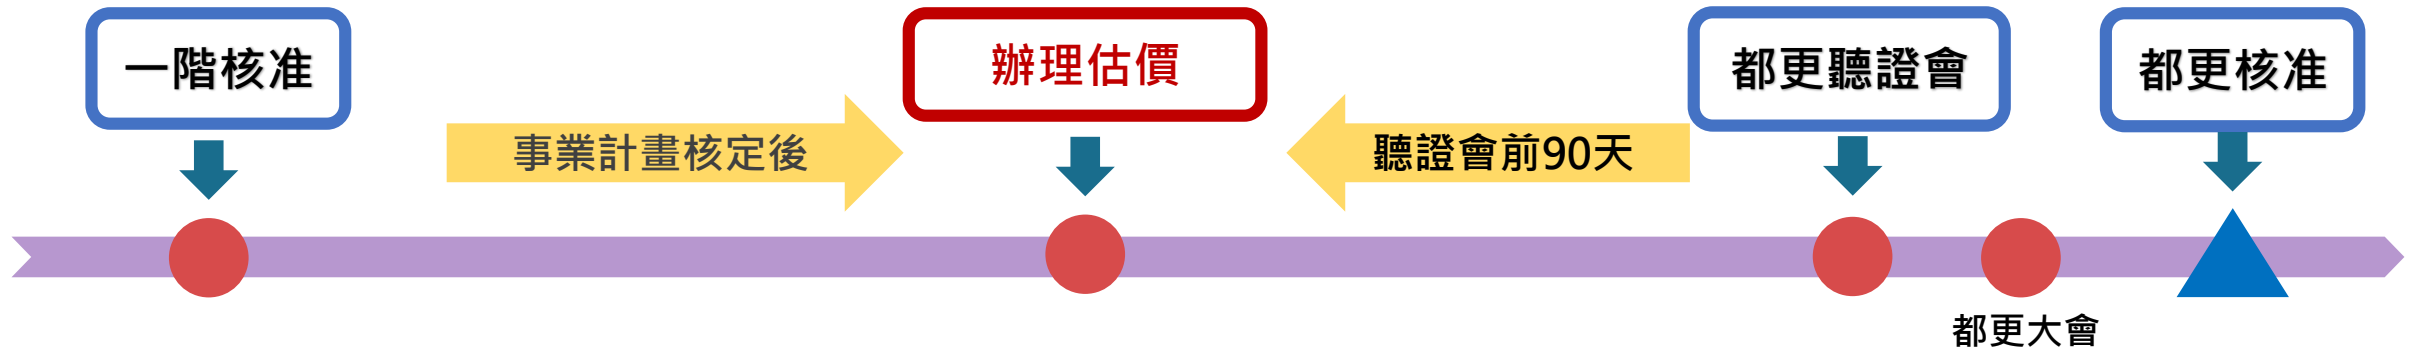 一階核准
辦理估價
都更聽證會
都更核准
事業計畫核定後
聽證會前90天
都更大會